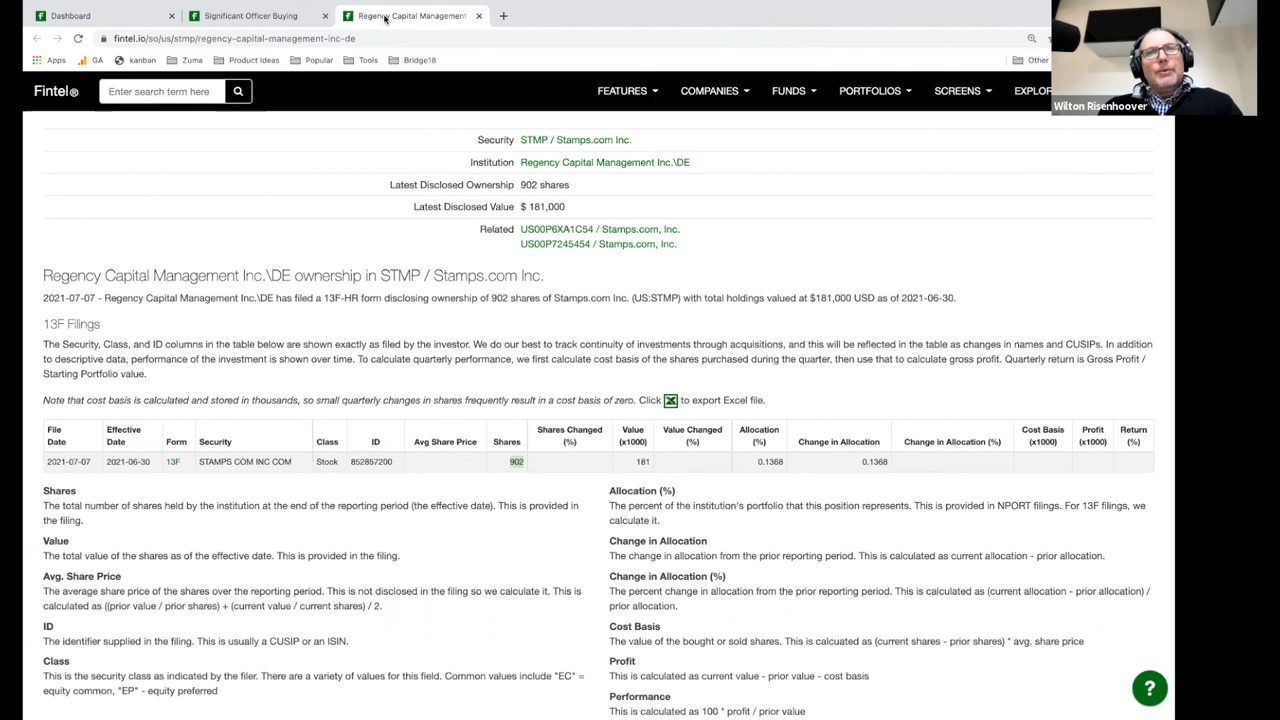 Dashboard
Significant Officer Buying
Regency Capital Management
fintel.io/so/us/stmp/regency-capital-management-inc-de
Apps GA kanban Zuma Product Ideas Popular Tools Bridge18 Other
Fintel
Enter search term here
FEATURES COMPANIES FUNDS PORTFOLIOS SCREENS EXPLOR
Wilton Risenhoover
Security STMP / Stamps.com Inc.
Institution Regency Capital Management Inc.\DE
Latest Disclosed Ownership 902 shares
Latest Disclosed Value $ 181,000
Related US00P6XA1C54 / Stamps.com, Inc.
US00P7245454 / Stamps.com, Inc.
Regency Capital Management Inc.\DE ownership in STMP / Stamps.com Inc.
2021-07-07 - Regency Capital Management Inc.\DE has filed a 13F-HR form disclosing ownership of 902 shares of Stamps.com Inc. (US:STMP) with total holdings valued at $181,000 USD as of 2021-06-30.
13F Filings
The Security, Class, and ID columns in the table below are shown exactly as filed by the investor. We do our best to track continuity of investments through acquisitions, and this will be reflected in the table as changes in names and CUSIPs. In addition
to descriptive data, performance of the investment is shown over time. To calculate quarterly performance, we first calculate cost basis of the shares purchased during the quarter, then use that to calculate gross profit. Quarterly return is Gross Profit /
Starting Portfolio value.
Note that cost basis is calculated and stored in thousands, so small quarterly changes in shares frequently result in a cost basis of zero. Click to export Excel file.
File Date Effective Date Form Security Class ID Avg Share Price Shares Shares Changed (%) Value (x1000) Value Changed (%) Allocation (%) Change in Allocation Change in Allocation (%) Cost Basis (x1000) Profit (x1000) Return (%)
2021-07-07 2021-06-30 13F STAMPS COM INC COM Stock 852857200 902 181 0.1368 0.1368
Shares
The total number of shares held by the institution at the end of the reporting period (the effective date). This is provided in
the filing.
Value
The total value of the shares as of the effective date. This is provided in the filing.
Avg. Share Price
The average share price of the shares over the reporting period. This is not disclosed in the filing so we calculate it. This is
calculated as ((prior value / prior shares) + (current value / current shares) / 2.
ID
The identifier supplied in the filing. This is usually a CUSIP or an ISIN.
Class
This is the security class as indicated by the filer. There are a variety of values for this field. Common values include "EC" =
equity common, "EP" - equity preferred
Allocation (%)
The percent of the institution's portfolio that this position represents. This is provided in NPORT filings. For 13F filings, we
calculate it.
Change in Allocation
The change in allocation from the prior reporting period. This is calculated as current allocation - prior allocation.
Change in Allocation (%)
The percent change in allocation from the prior reporting period. This is calculated as (current allocation - prior allocation) /
prior allocation.
Cost Basis
The value of the bought or sold shares. This is calcuated as (current shares - prior shares) * avg. share price
Profit
This is calculated as current value - prior value - cost basis
Performance
This is calculated as 100 * profit / prior value
?